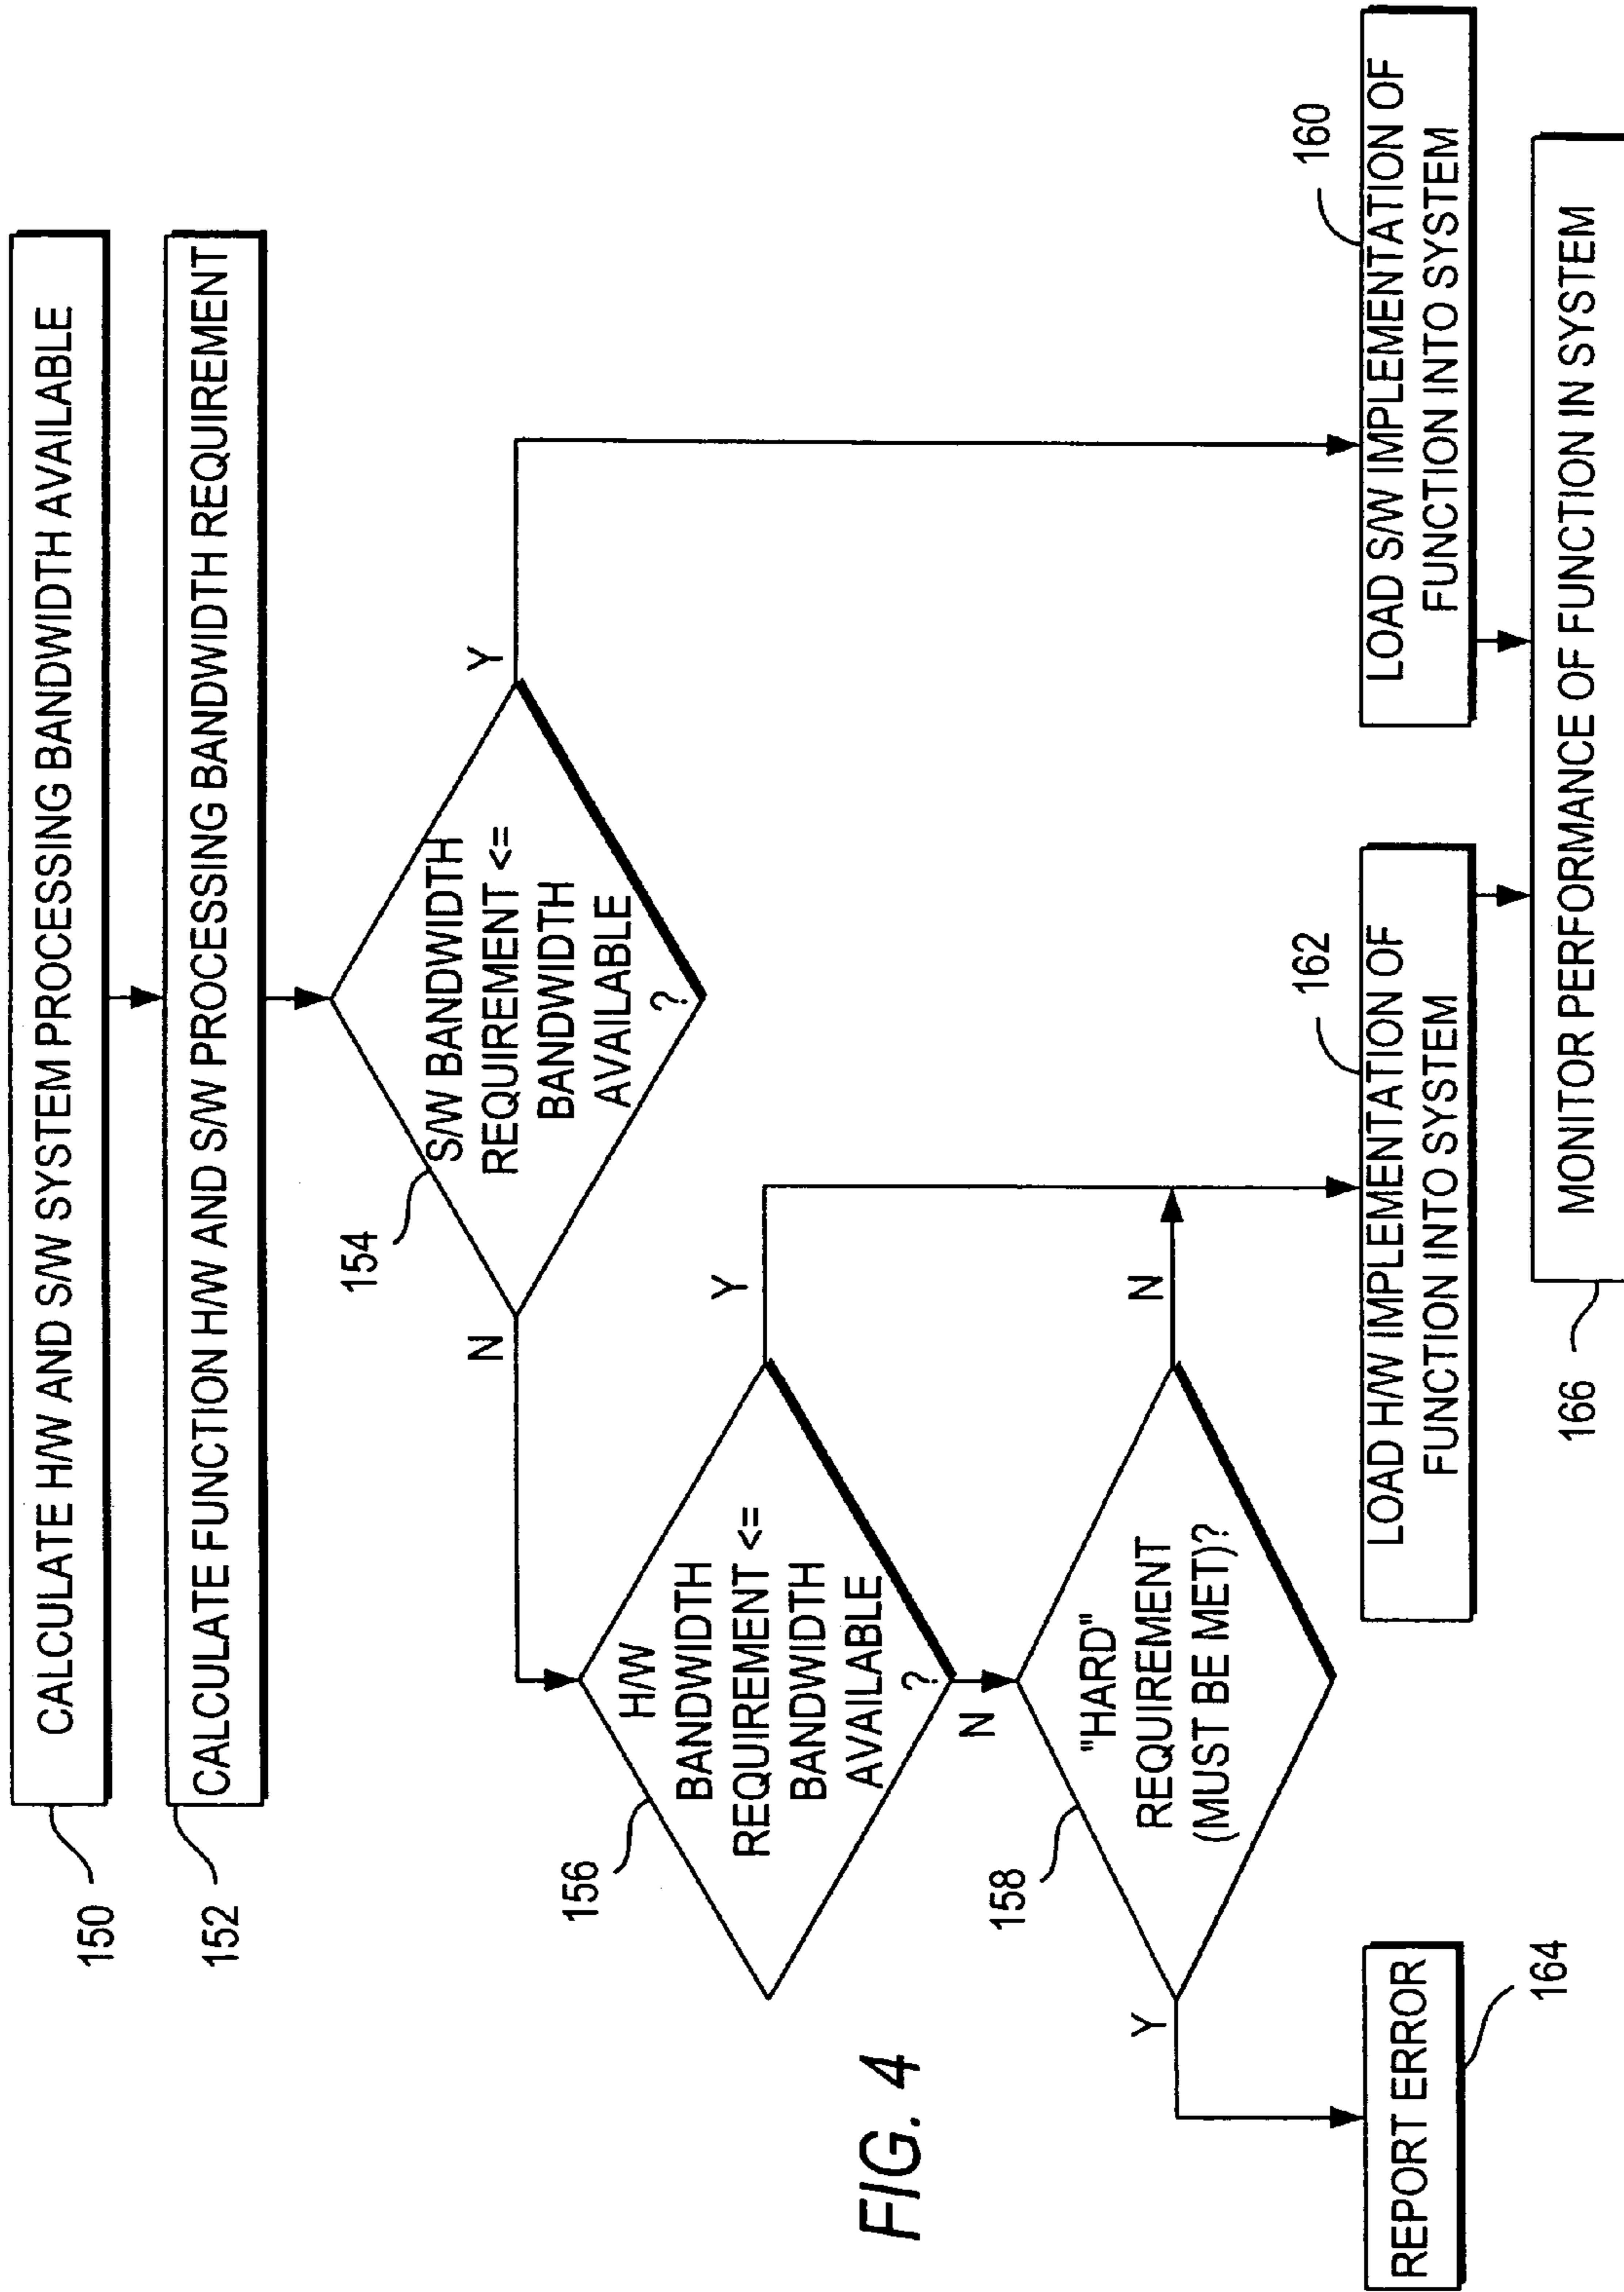 CALCULATE H/W AND S/W SYSTEM PROCESSING BANDWIDTH AVAILABLE
150
CALCULATE FUNCTION H/W AND S/W PROCESSING BANDWIDTH REQUIREMENT
152
154
S/W BANDWIDTH
REQUIREMENT <=
BANDWIDTH
AVAILABLE
?
N
Y
156
H/W
BANDWIDTH
REQUIREMENT <=
BANDWIDTH
AVAILABLE
?
Y
N
158
"HARD"
REQUIREMENT
(MUST BE MET)?
Y
N
FIG. 4
REPORT ERROR
164
LOAD H/W IMPLEMENTATION OF
FUNCTION INTO SYSTEM
162
LOAD S/W IMPLEMENTATION OF
FUNCTION INTO SYSTEM
160
166
MONITOR PERFORMANCE OF FUNCTION IN SYSTEM